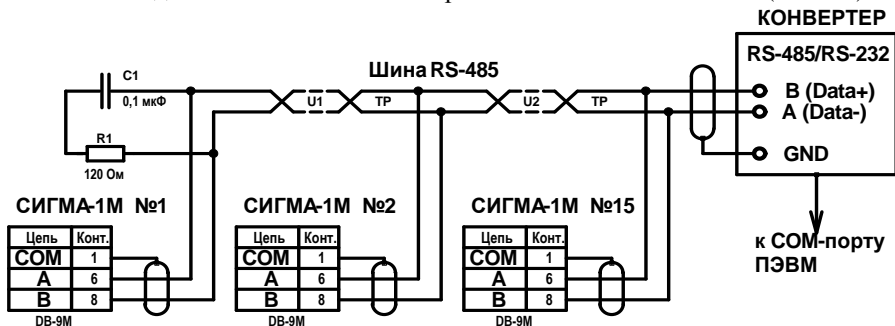 КОНВЕРТЕР
RS-485/RS-232
B (Data+)
A (Data-)
GND
к COM-порту
ПЭВМ
Шина RS-485
C1
0,1 мкФ
R1
120 Ом
U1
TP
U2
TP
СИГМА-1М №1
Цепь Конт.
COM 1
A 6
B 8
DB-9M
СИГМА-1М №2
Цепь Конт.
COM 1
A 6
B 8
DB-9M
СИГМА-1М №15
Цепь Конт.
COM 1
A 6
B 8
DB-9M